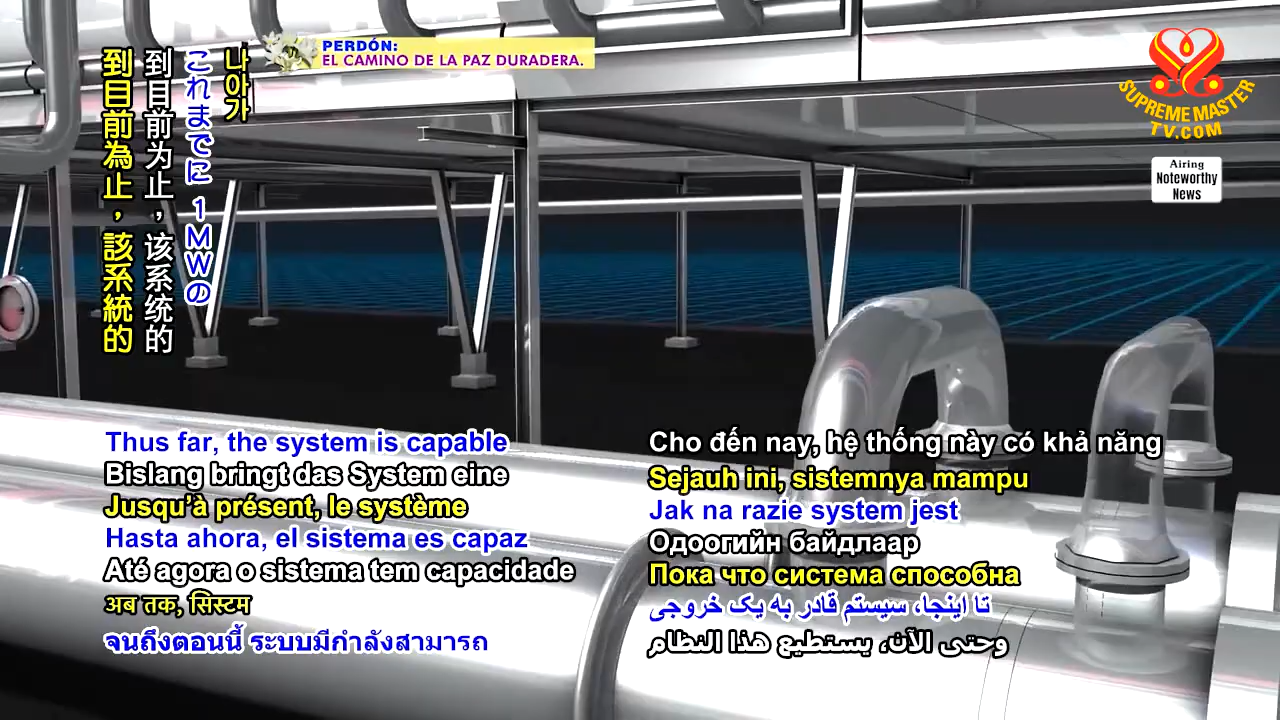 PERDÓN:
EL CAMINO DE LA PAZ DURADERA.
SUPREME MASTER
TV.COM
Airing
Noteworthy
News
나아가
これまでに 1MWの
到目前为止，该系统的
到目前為止，該系統的
Thus far, the system is capable
Bislang bringt das System eine
Jusqu’à présent, le système
Hasta ahora, el sistema es capaz
Até agora o sistema tem capacidade
अब तक, सिस्टम
จนถึงตอนนี้ ระบบมีกำลังสามารถ
Cho đến nay, hệ thống này có khả năng
Sejauh ini, sistemnya mampu
Jak na razie system jest
Одоогийн байдлаар
Пока что система способна
تا اینجا، سیستم قادر به یک خروجی
وحتى الآن، يستطيع هذا النظام